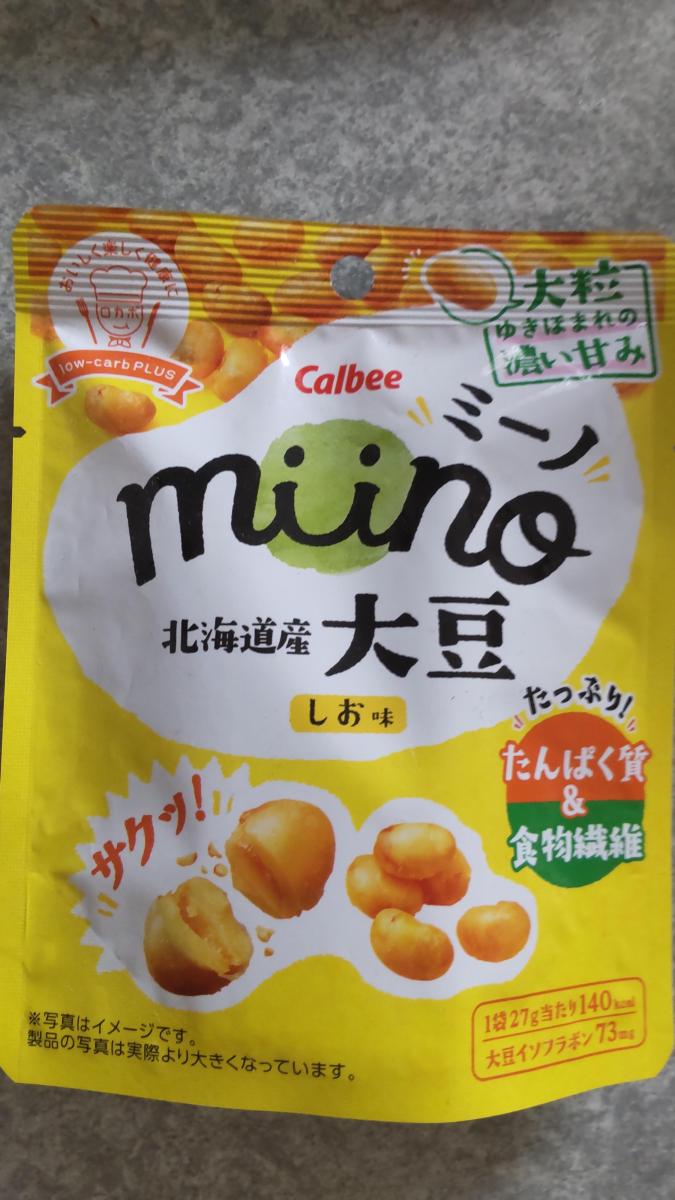 おいしく楽しく健康に
ロカボ
low-carb PLUS
大粒
ゆきほまれの
濃い甘み
Calbee
ミーノ
miino
北海道産 大豆
しお味
たっぷり!
たんぱく質
&
食物繊維
サクッ!
1袋27g当たり140kcal
大豆イソフラボン73mg
※写真はイメージです。
製品の写真は実際より大きくなっています。